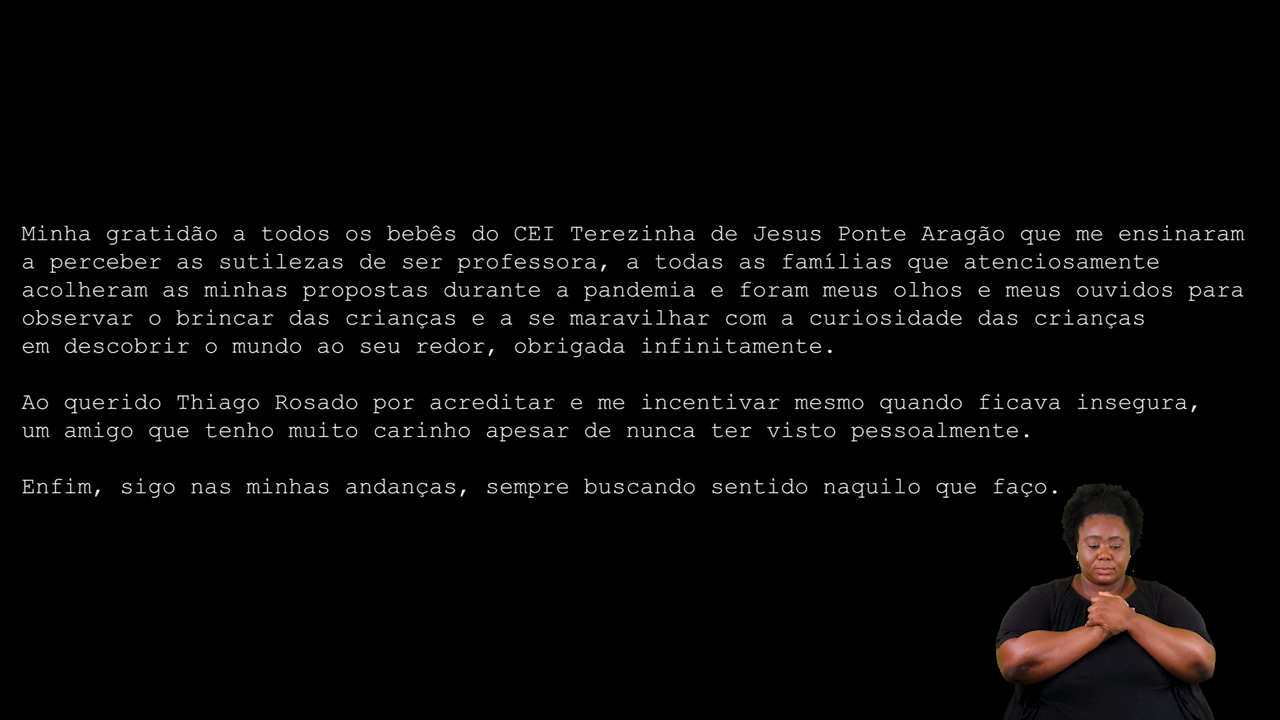 Minha gratidão a todos os bebês do CEI Terezinha de Jesus Ponte Aragão que me ensinaram
a perceber as sutilezas de ser professora, a todas as famílias que atenciosamente
acolheram as minhas propostas durante a pandemia e foram meus olhos e meus ouvidos para
observar o brincar das crianças e a se maravilhar com a curiosidade das crianças
em descobrir o mundo ao seu redor, obrigada infinitamente.
Ao querido Thiago Rosado por acreditar e me incentivar mesmo quando ficava insegura,
um amigo que tenho muito carinho apesar de nunca ter visto pessoalmente.
Enfim, sigo nas minhas andanças, sempre buscando sentido naquilo que faço.